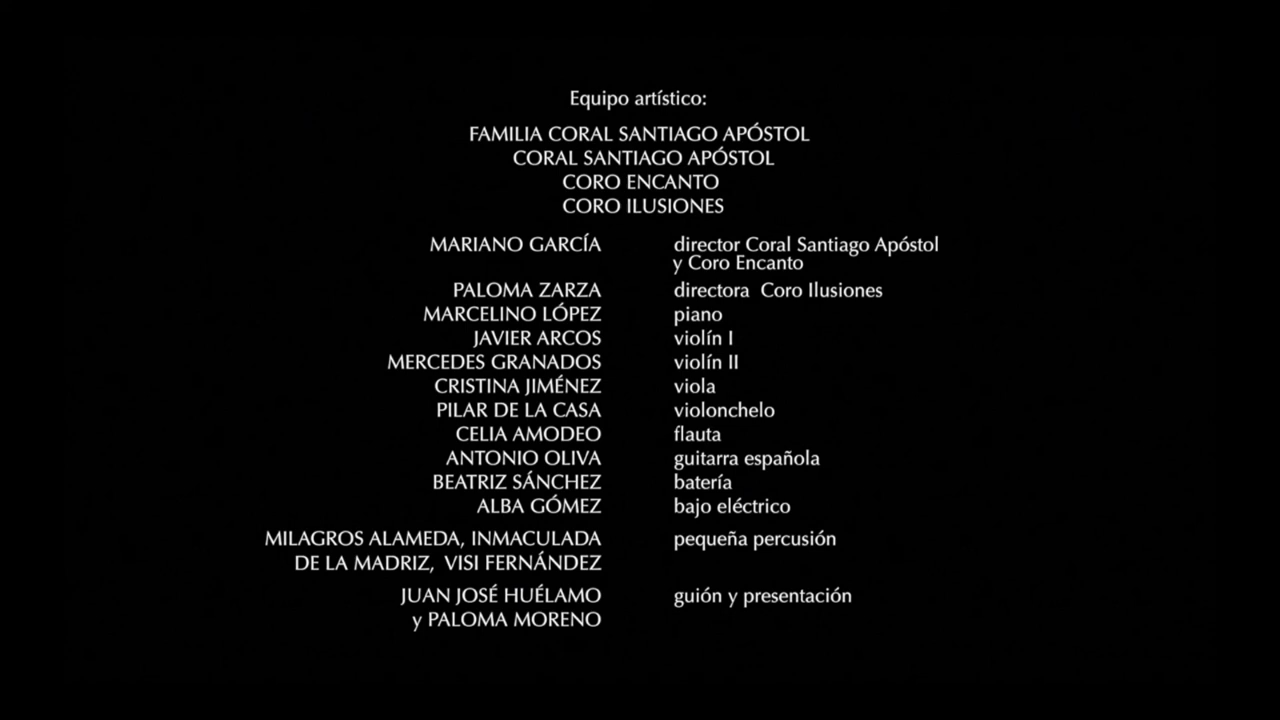 Equipo artístico:
FAMILIA CORAL SANTIAGO APÓSTOL
CORAL SANTIAGO APÓSTOL
CORO ENCANTO
CORO ILUSIONES
MARIANO GARCÍA director Coral Santiago Apóstol
y Coro Encanto
PALOMA ZARZA directora Coro Ilusiones
MARCELINO LÓPEZ piano
JAVIER ARCOS violín I
MERCEDES GRANADOS violín II
CRISTINA JIMÉNEZ viola
PILAR DE LA CASA violonchelo
CELIA AMODEO flauta
ANTONIO OLIVA guitarra española
BEATRIZ SÁNCHEZ batería
ALBA GÓMEZ bajo eléctrico
MILAGROS ALAMEDA, INMACULADA pequeña percusión
DE LA MADRIZ, VISI FERNÁNDEZ
JUAN JOSÉ HUÉLAMO guión y presentación
y PALOMA MORENO